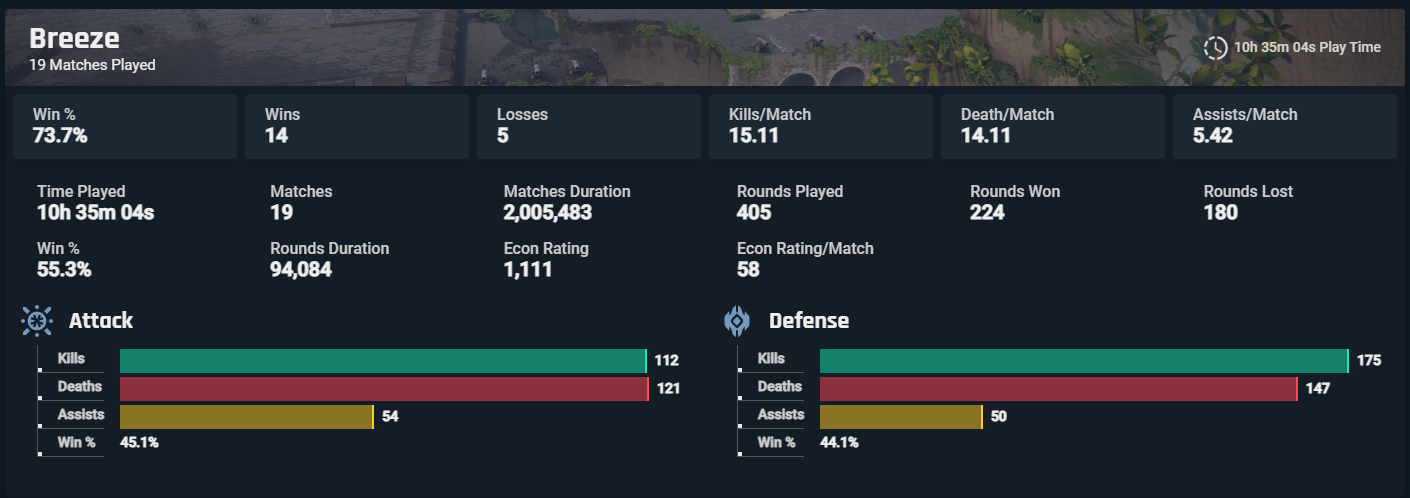 Breeze
19 Matches Played
10h 35m 04s Play Time
Win %
73.7%
Wins
14
Losses
5
Kills/Match
15.11
Death/Match
14.11
Assists/Match
5.42
Time Played
10h 35m 04s
Matches
19
Matches Duration
2,005,483
Rounds Played
405
Rounds Won
224
Rounds Lost
180
Win %
55.3%
Rounds Duration
94,084
Econ Rating
1,111
Econ Rating/Match
58
Attack
Kills 112
Deaths 121
Assists 54
Win % 45.1%
Defense
Kills 175
Deaths 147
Assists 50
Win % 44.1%